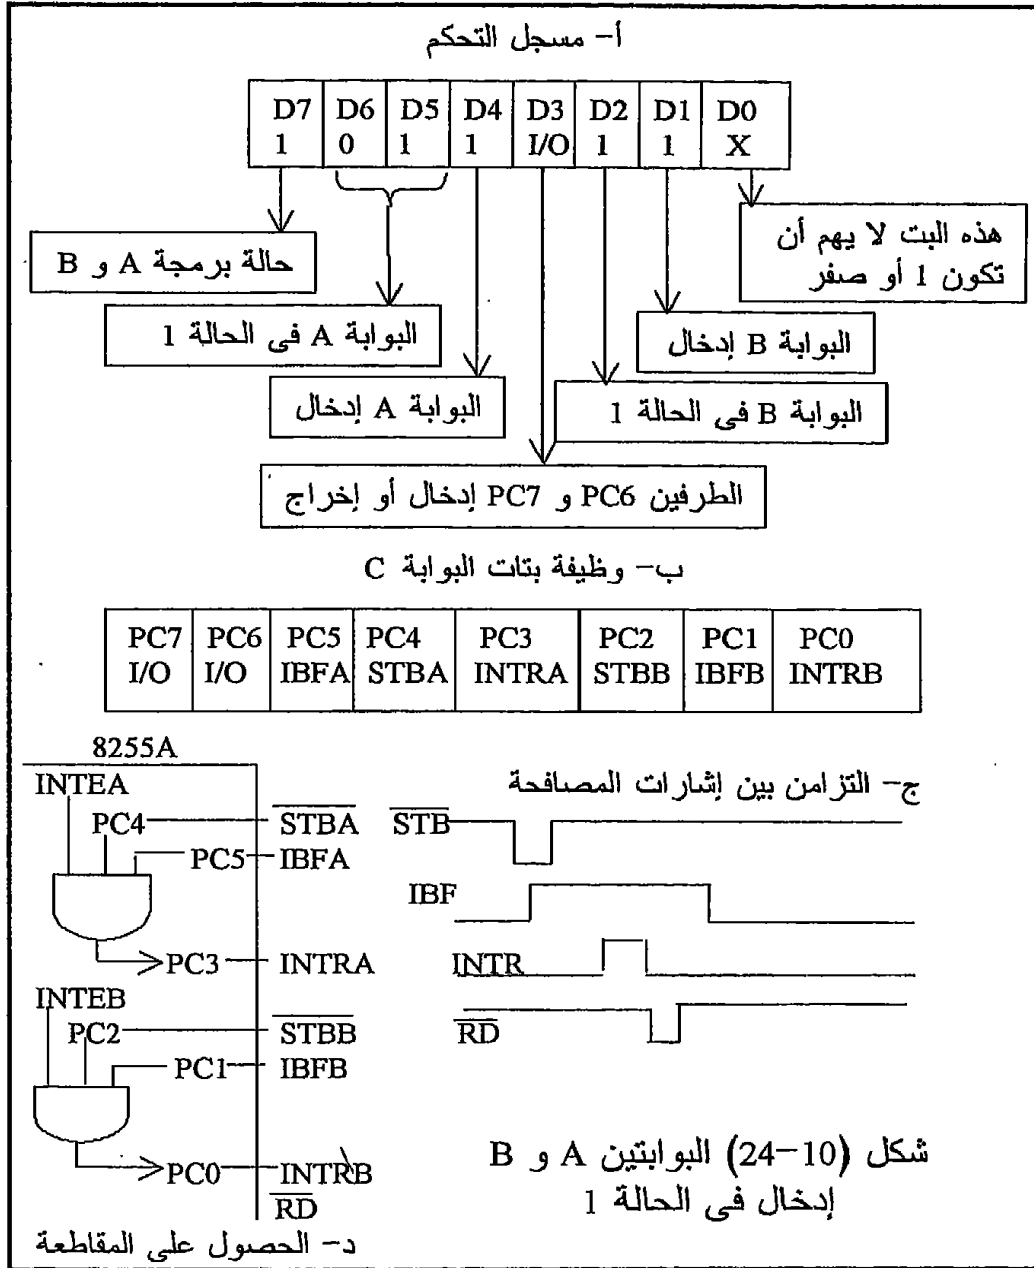 أ- مسجل التحكم
D7 D6 D5 D4 D3 D2 D1 D0
1 0 1 1 I/O 1 1 X
هذه البت لا يهم أن
تكون 1 أو صفر
حالة برمجة A و B
البوابة A فى الحالة 1
البوابة B إدخال
البوابة A إدخال
البوابة B فى الحالة 1
الطرفين PC6 و PC7 إدخال أو إخراج
ب- وظيفة بتات البوابة C
PC7 PC6 PC5 PC4 PC3 PC2 PC1 PC0
I/O I/O IBFA STBA INTRA STBB IBFB INTRB
8255A
ج- التزامن بين إشارات المصافحة
INTEA
PC4 STBA
PC5 IBFA
PC3 INTRA
INTEB
PC2 STBB
PC1 IBFB
PC0 INTRB
RD
STB
IBF
INTR
RD
شكل (10-24) البوابتين A و B
إدخال فى الحالة 1
د- الحصول على المقاطعة